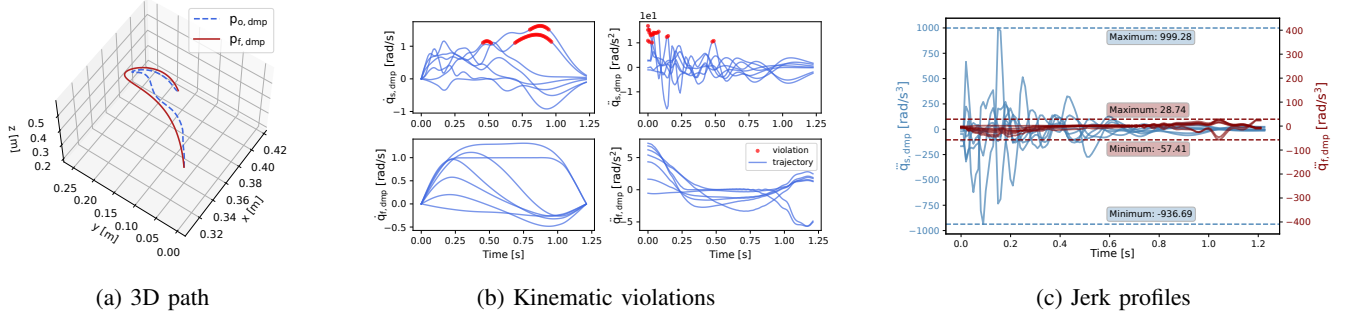 p_o, dmp
p_f, dmp
z [m]
0.5
0.4
0.3
0.2
0.25
0.20
0.15
0.10
0.05
0.00
y [m]
0.32
0.34
0.36
0.38
0.40
0.42
x [m]
(a) 3D path
q̇_s, dmp [rad/s]
1
0
−1
0.00 0.25 0.50 0.75 1.00 1.25
q̈_s, dmp [rad/s²]
1e1
1
0
−1
0.00 0.25 0.50 0.75 1.00 1.25
q̇_f, dmp [rad/s]
1.0
0.5
0.0
−0.5
0.00 0.25 0.50 0.75 1.00 1.25
Time [s]
q̈_f, dmp [rad/s²]
5
0
−5
violation
trajectory
0.00 0.25 0.50 0.75 1.00 1.25
Time [s]
(b) Kinematic violations
q⃛_s, dmp [rad/s³]
1000
750
500
250
0
−250
−500
−750
−1000
Maximum: 999.28
Maximum: 28.74
Minimum: -57.41
Minimum: -936.69
400
300
200
100
0
−100
−200
−300
−400
q⃛_f, dmp [rad/s³]
0.0 0.2 0.4 0.6 0.8 1.0 1.2
Time [s]
(c) Jerk profiles